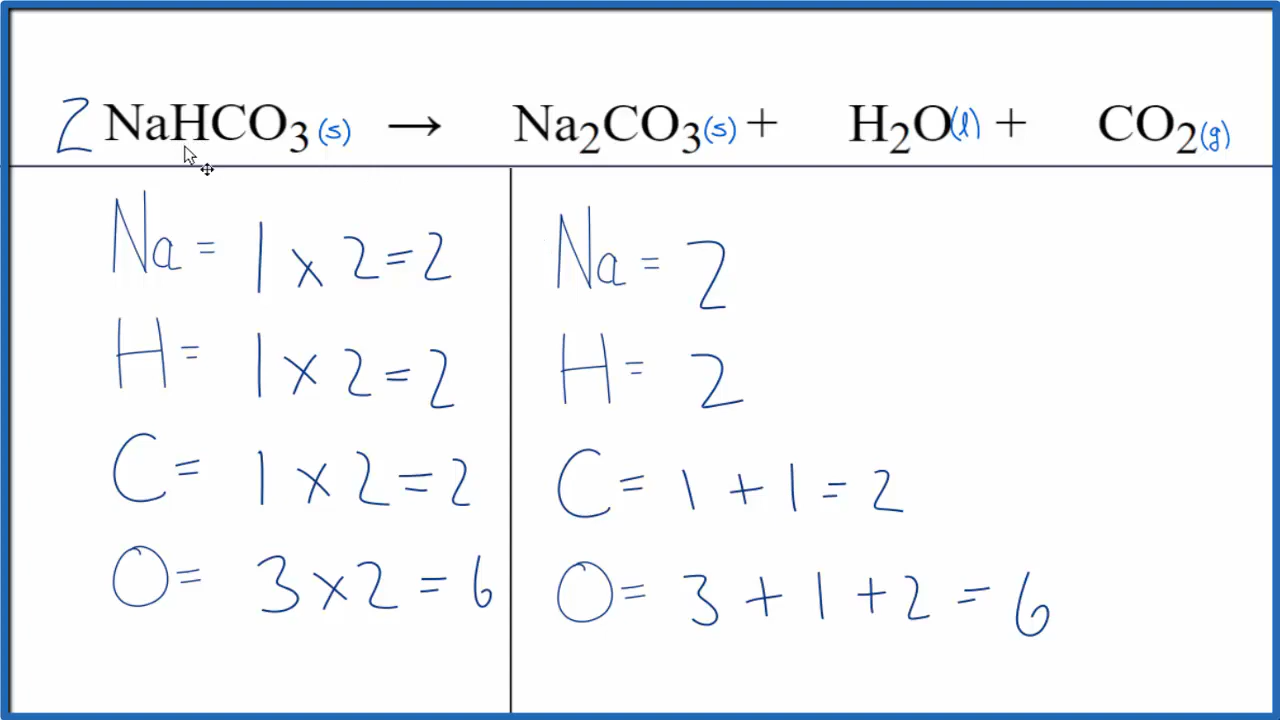 2 NaHCO₃(s) → Na₂CO₃(s) + H₂O(l) + CO₂(g)
Na = 1 x 2 = 2
H = 1 x 2 = 2
C = 1 x 2 = 2
O = 3 x 2 = 6
Na = 2
H = 2
C = 1 + 1 = 2
O = 3 + 1 + 2 = 6